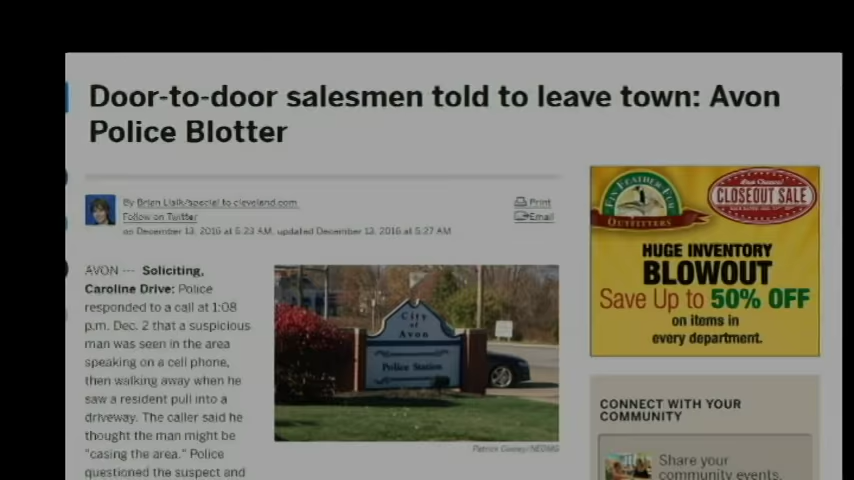 Door-to-door salesmen told to leave town: Avon
Police Blotter
By Brian Lisik/special to cleveland.com
Follow on Twitter
on December 13, 2016 at 5:23 AM, updated December 13, 2016 at 5:27 AM
Print
Email
AVON --- Soliciting,
Caroline Drive: Police
responded to a call at 1:08
p.m. Dec. 2 that a suspicious
man was seen in the area
speaking on a cell phone,
then walking away when he
saw a resident pull into a
driveway. The caller said he
thought the man might be
"casing the area." Police
questioned the suspect and
City
of
Avon
Police Station
FIN FEATHER FUR
OUTFITTERS
CLOSEOUT SALE
HUGE INVENTORY
BLOWOUT
Save Up to 50% OFF
on items in
every department.
CONNECT WITH YOUR
COMMUNITY
Share your
community events,